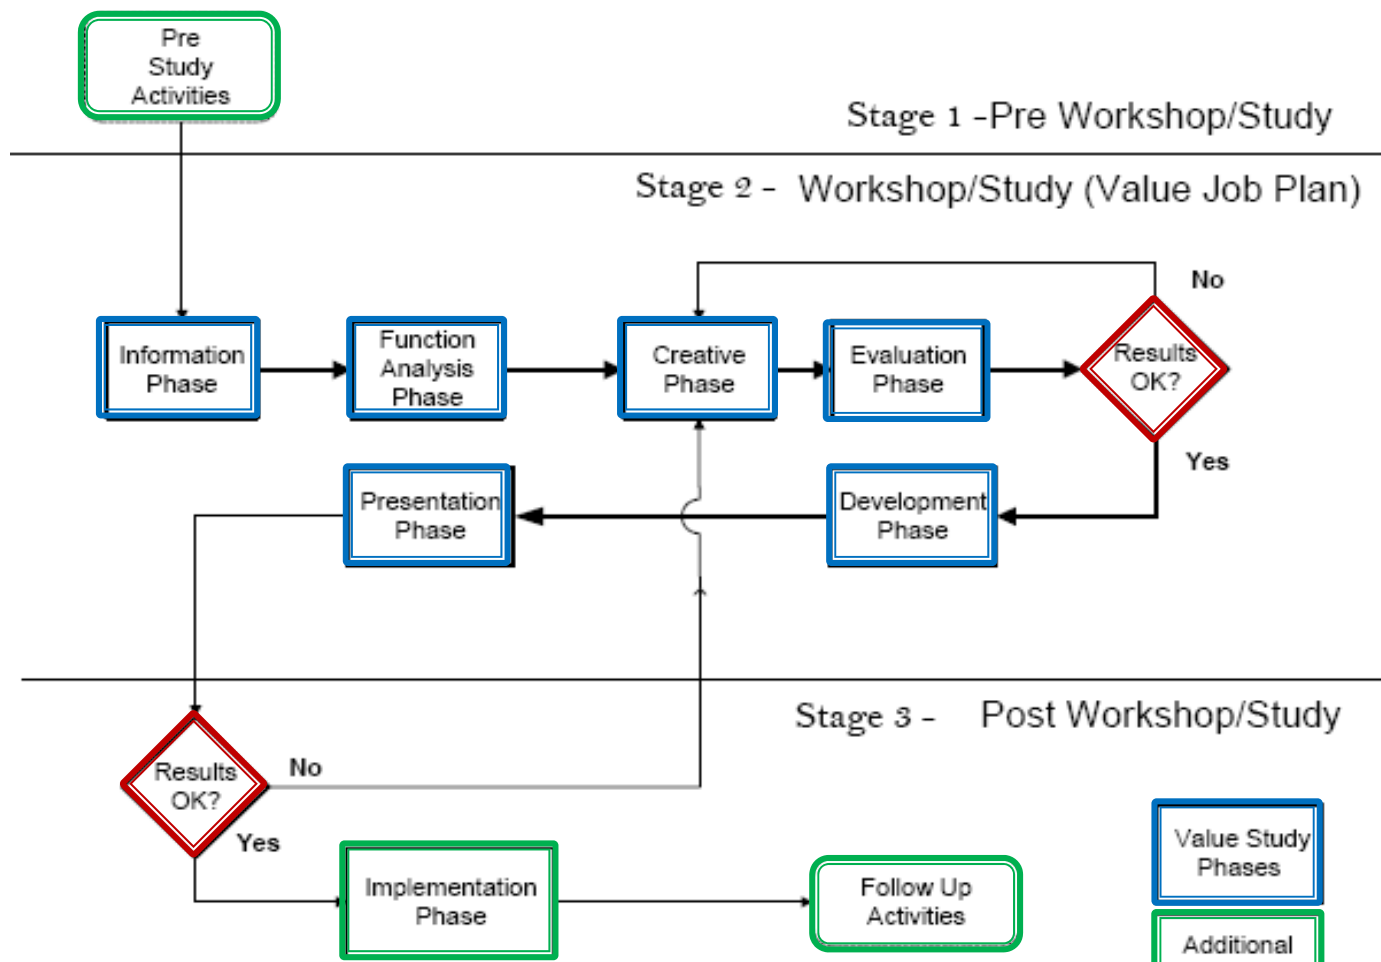 Pre
Study
Activities
Stage 1 -Pre Workshop/Study
Stage 2 - Workshop/Study (Value Job Plan)
No
Information
Phase
Function
Analysis
Phase
Creative
Phase
Evaluation
Phase
Results
OK?
Yes
Presentation
Phase
Development
Phase
Stage 3 - Post Workshop/Study
Results
OK?
No
Yes
Implementation
Phase
Follow Up
Activities
Value Study
Phases
Additional